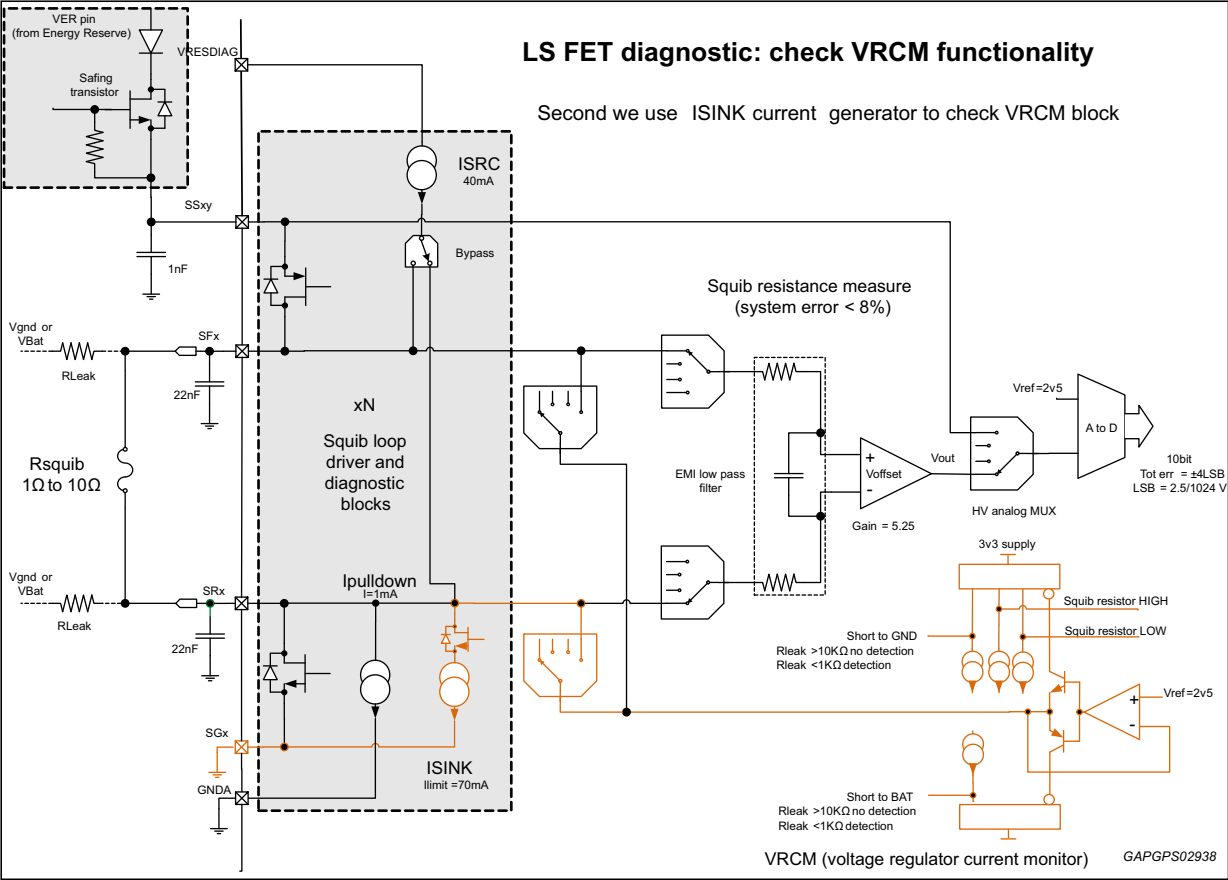 VER pin
(from Energy Reserve)
VRESDIAG
LS FET diagnostic: check VRCM functionality
Safing
transistor
Second we use ISINK current generator to check VRCM block
ISRC
40mA
SSxy
Bypass
1nF
Squib resistance measure
(system error < 8%)
Vgnd or
VBat
SFx
RLeak
22nF
Vref=2v5
xN
A to D
Squib loop
driver and
diagnostic
blocks
Rsquib
1Ω to 10Ω
EMI low pass
filter
+
Voffset
-
Vout
10bit
Tot err = ±4LSB
LSB = 2.5/1024 V
Gain = 5.25
HV analog MUX
3v3 supply
Vgnd or
VBat
SRx
Ipulldown
I=1mA
RLeak
22nF
Squib resistor HIGH
Squib resistor LOW
Short to GND
Rleak >10KΩ no detection
Rleak <1KΩ detection
Vref=2v5
+
-
SGx
ISINK
Ilimit =70mA
GNDA
Short to BAT
Rleak >10KΩ no detection
Rleak <1KΩ detection
VRCM (voltage regulator current monitor)
GAPGPS02938